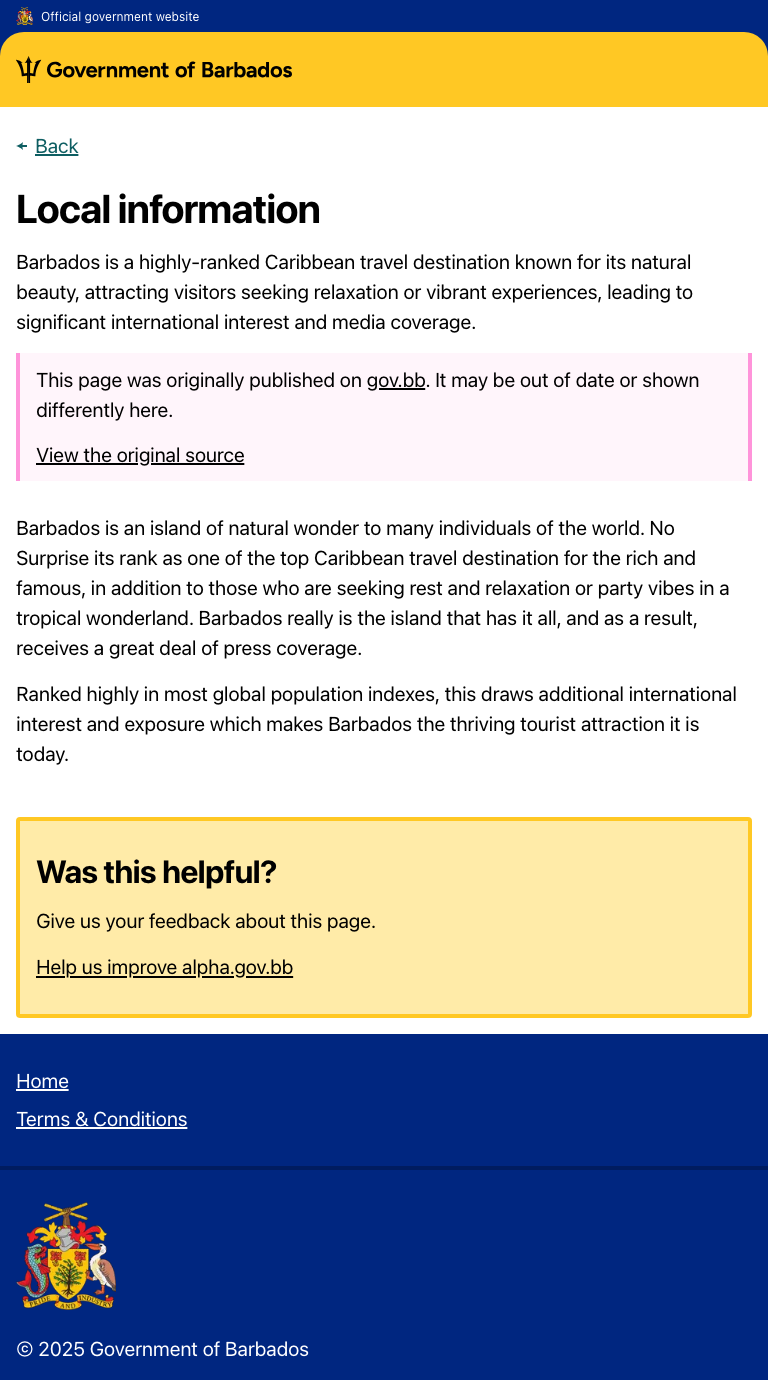 Official government website
Government of Barbados
Back
Local information
Barbados is a highly-ranked Caribbean travel destination known for its natural
beauty, attracting visitors seeking relaxation or vibrant experiences, leading to
significant international interest and media coverage.
This page was originally published on gov.bb. It may be out of date or shown
differently here.
View the original source
Barbados is an island of natural wonder to many individuals of the world. No
Surprise its rank as one of the top Caribbean travel destination for the rich and
famous, in addition to those who are seeking rest and relaxation or party vibes in a
tropical wonderland. Barbados really is the island that has it all, and as a result,
receives a great deal of press coverage.
Ranked highly in most global population indexes, this draws additional international
interest and exposure which makes Barbados the thriving tourist attraction it is
today.
Was this helpful?
Give us your feedback about this page.
Help us improve alpha.gov.bb
Home
Terms & Conditions
PRIDE AND INDUSTRY
© 2025 Government of Barbados